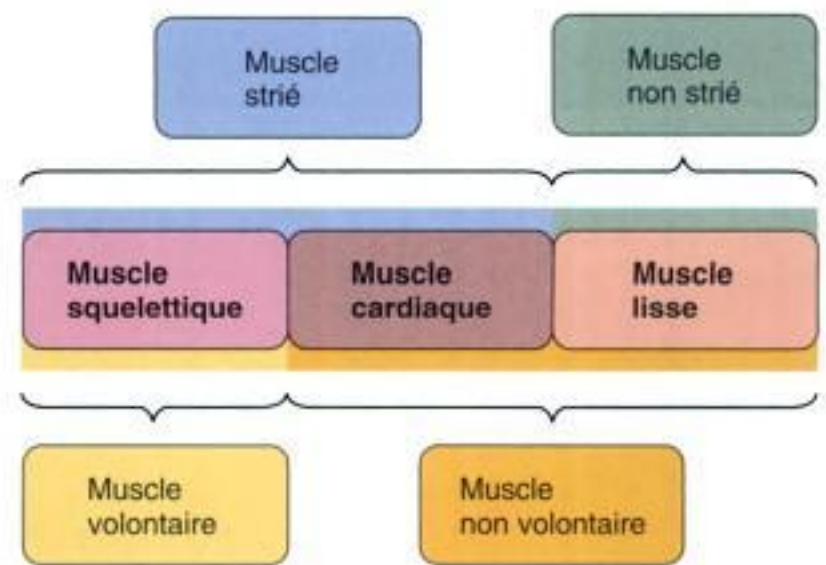 Muscle
strié
Muscle
non strié
Muscle
squelettique
Muscle
cardiaque
Muscle
lisse
Muscle
volontaire
Muscle
non volontaire